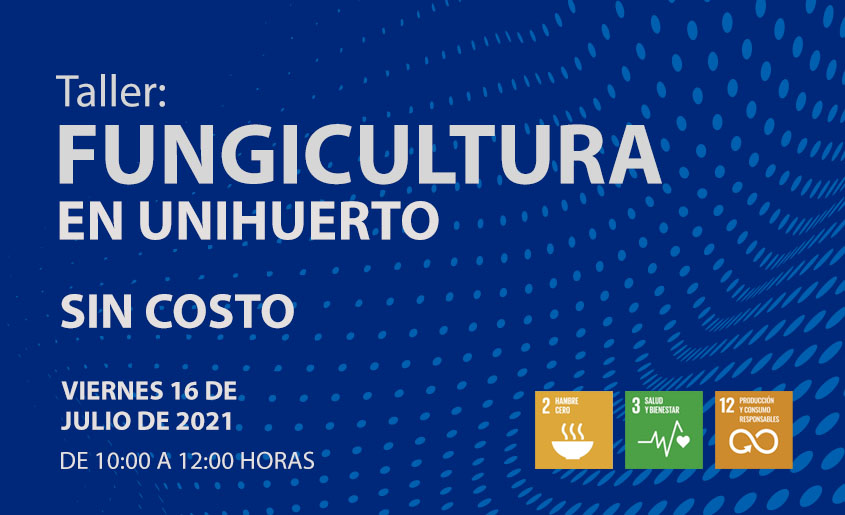 Taller:
FUNGICULTURA
EN UNIHUERTO
SIN COSTO
VIERNES 16 DE
JULIO DE 2021
DE 10:00 A 12:00 HORAS
2 HANBRE
CERO
3 SALUD
Y BIENESTAR
12 PRODUCCIÓN
Y CONSUMO
RESPONSABLES